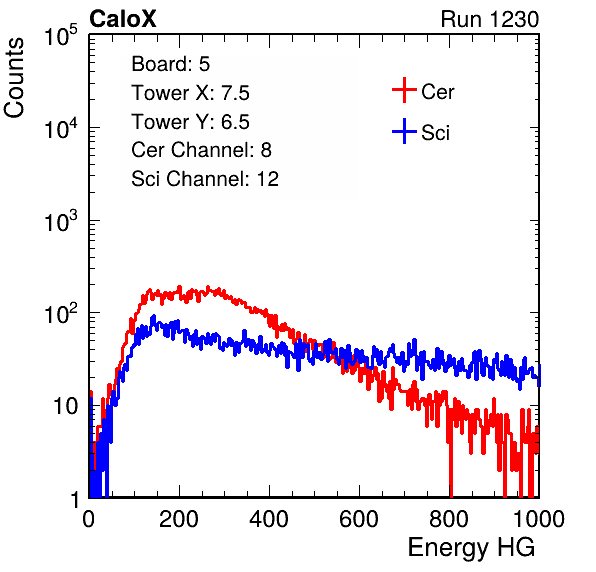 CaloX Run 1230
Counts
10^5
10^4
10^3
10^2
10
1
Board: 5
Tower X: 7.5
Tower Y: 6.5
Cer Channel: 8
Sci Channel: 12
Cer
Sci
0 200 400 600 800 1000
Energy HG